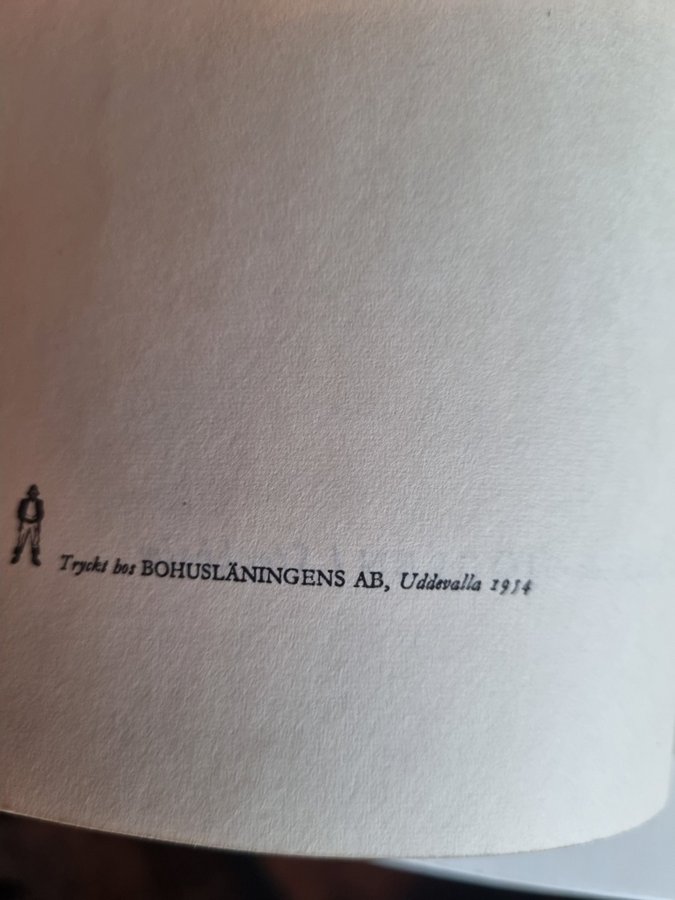 Tryckt hos BOHUSLÄNINGENS AB, Uddevalla 1954